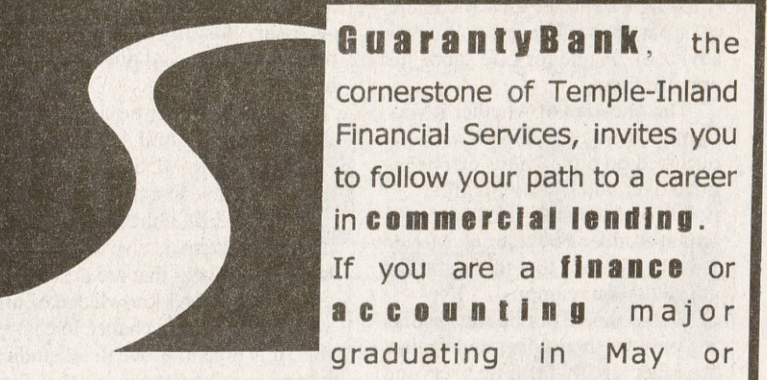 GuarantyBank, the
cornerstone of Temple-Inland
Financial Services, invites you
to follow your path to a career
in commercial lending.
If you are a finance or
accounting major
graduating in May or